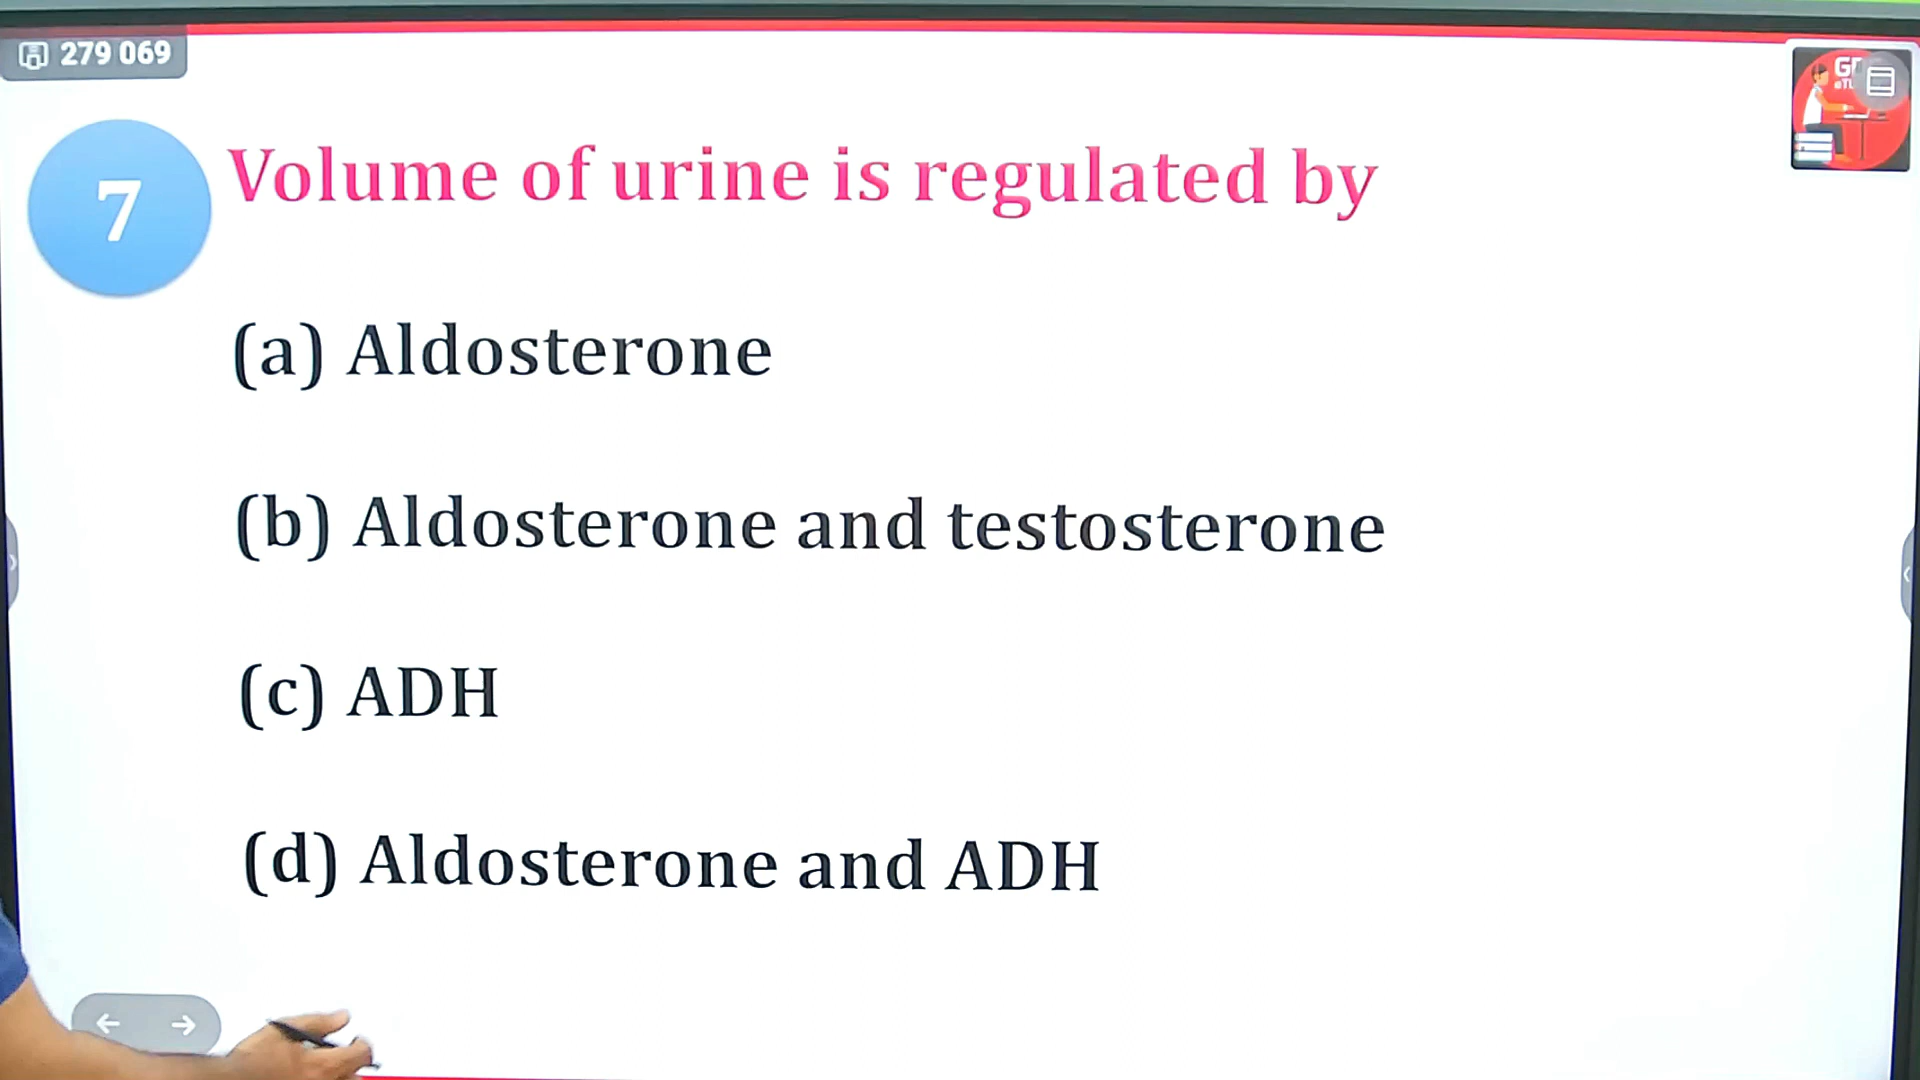 279 069
7
Volume of urine is regulated by
(a) Aldosterone
(b) Aldosterone and testosterone
(c) ADH
(d) Aldosterone and ADH